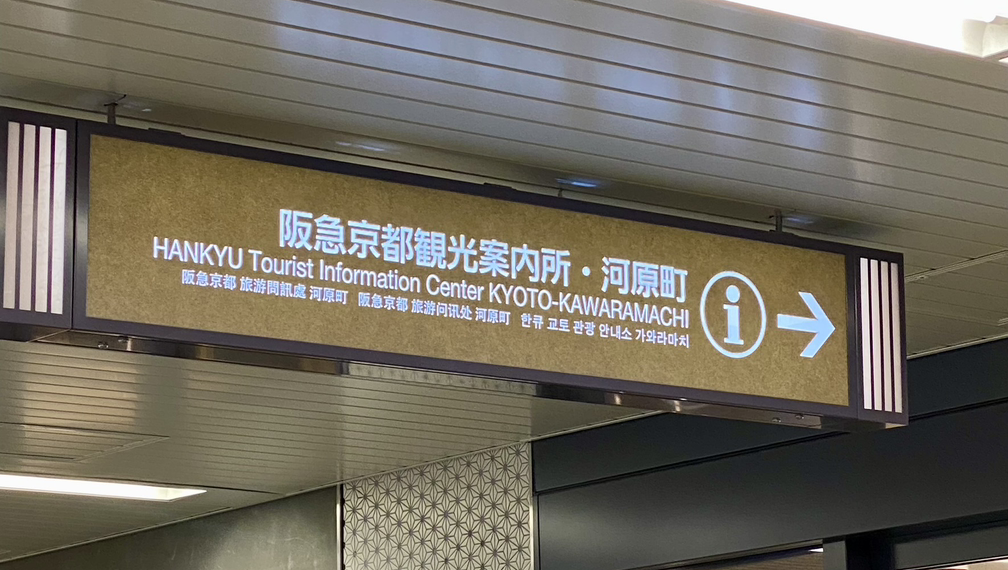 阪急京都観光案内所・河原町
HANKYU Tourist Information Center KYOTO-KAWARAMACHI
阪急京都 旅游問訊處 河原町 阪急京都 旅游问讯处 河原町 한큐 교토 관광 안내소 가와라마치
i